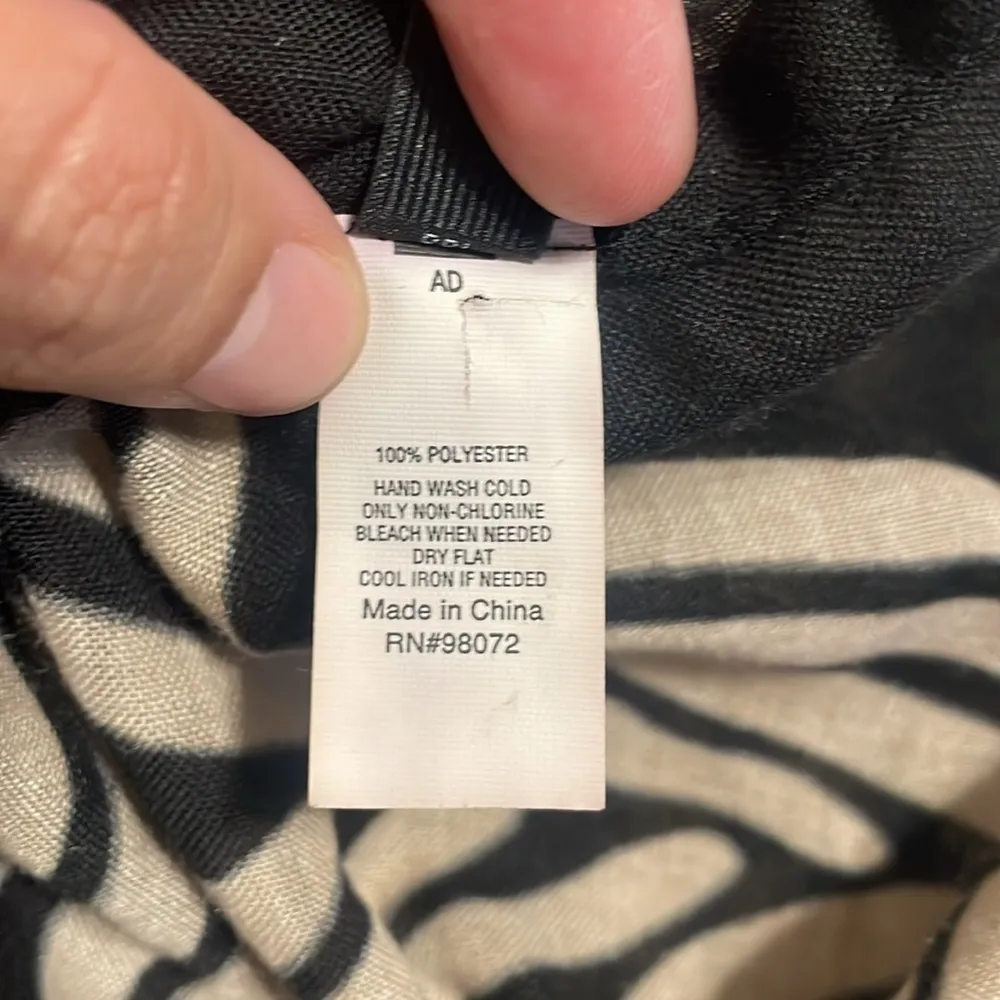 AD
100% POLYESTER
HAND WASH COLD
ONLY NON-CHLORINE
BLEACH WHEN NEEDED
DRY FLAT
COOL IRON IF NEEDED
Made in China
RN#98072